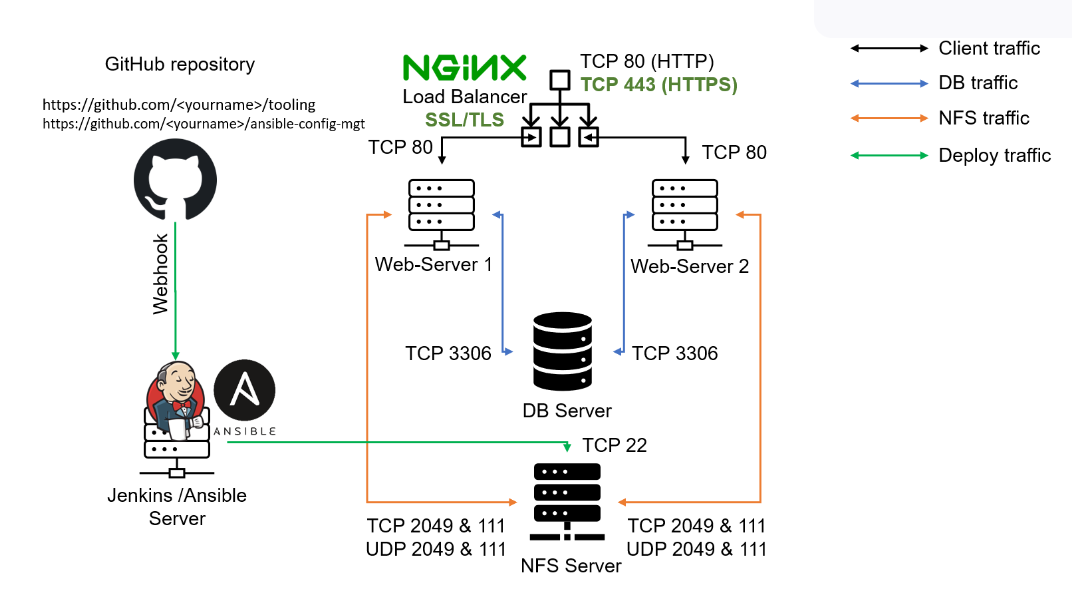 GitHub repository
https://github.com/<yourname>/tooling
https://github.com/<yourname>/ansible-config-mgt
Webhook
ANSIBLE
Jenkins /Ansible
Server
NGINX
Load Balancer
SSL/TLS
TCP 80 (HTTP)
TCP 443 (HTTPS)
TCP 80
TCP 80
Web-Server 1
Web-Server 2
TCP 3306
TCP 3306
DB Server
TCP 22
TCP 2049 & 111
UDP 2049 & 111
TCP 2049 & 111
UDP 2049 & 111
NFS Server
Client traffic
DB traffic
NFS traffic
Deploy traffic